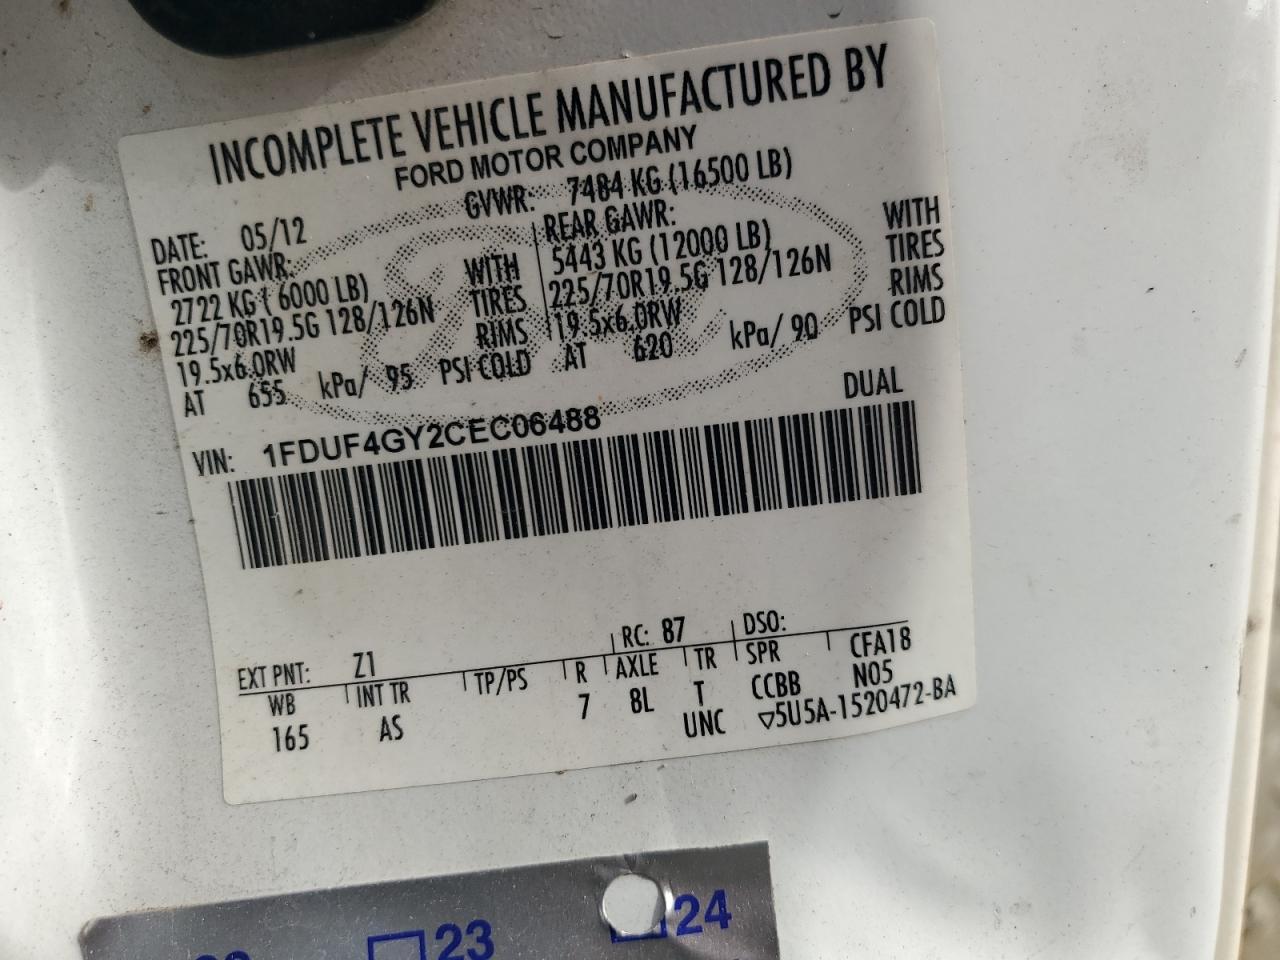 INCOMPLETE VEHICLE MANUFACTURED BY
FORD MOTOR COMPANY
DATE: 05/12 GVWR: 7484 KG (16500 LB)
FRONT GAWR: REAR GAWR: WITH
2722 KG ( 6000 LB) WITH 5443 KG (12000 LB) TIRES
225/70R19.5G 128/126N TIRES 225/70R19.5G 128/126N RIMS
19.5x6.0RW RIMS 19.5x6.0RW PSI COLD
AT 655 kPa/ 95 PSI COLD AT 620 kPa/ 90
DUAL
VIN: 1FDUF4GY2CEC06488
EXT PNT: Z1 RC: 87 DSO:
WB INT TR TP/PS R AXLE TR SPR CFA18
165 AS 7 8L T CCBB N05
UNC ▽5U5A-1520472-BA
23 24